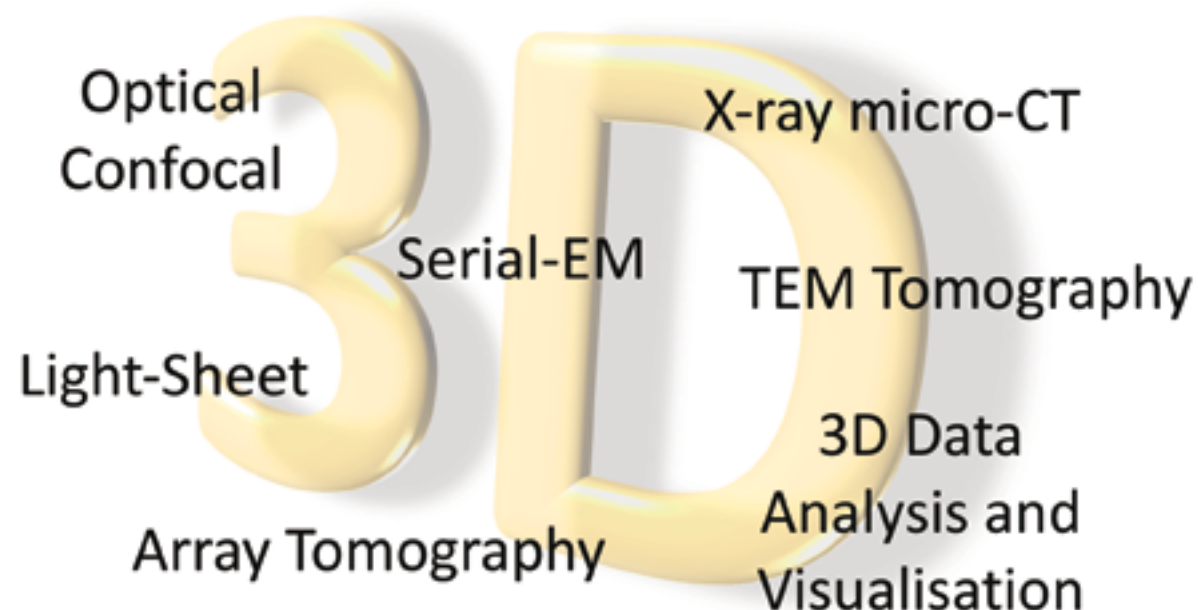 3D
Optical
Confocal
X-ray micro-CT
Serial-EM
TEM Tomography
Light-Sheet
3D Data
Analysis and
Visualisation
Array Tomography